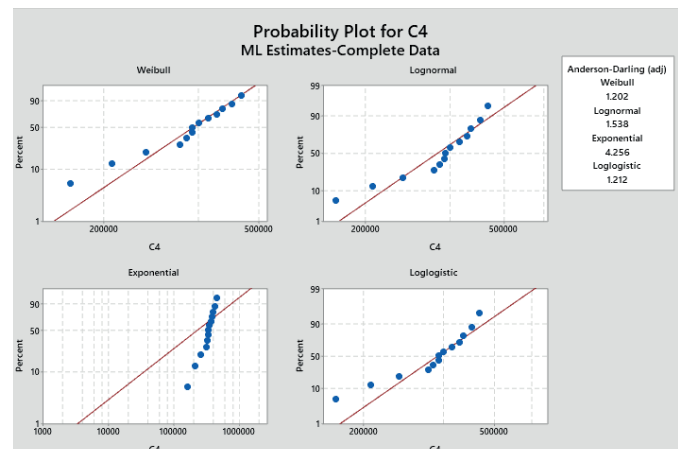 Probability Plot for C4
ML Estimates-Complete Data
Weibull
Percent
90
50
10
1
200000 500000
C4
Lognormal
Percent
99
90
50
10
1
200000 500000
C4
Anderson-Darling (adj)
Weibull
1.202
Lognormal
1.538
Exponential
4.256
Loglogistic
1.212
Exponential
Percent
90
50
10
1
1000 10000 100000 1000000
C4
Loglogistic
Percent
99
90
50
10
1
200000 500000
C4